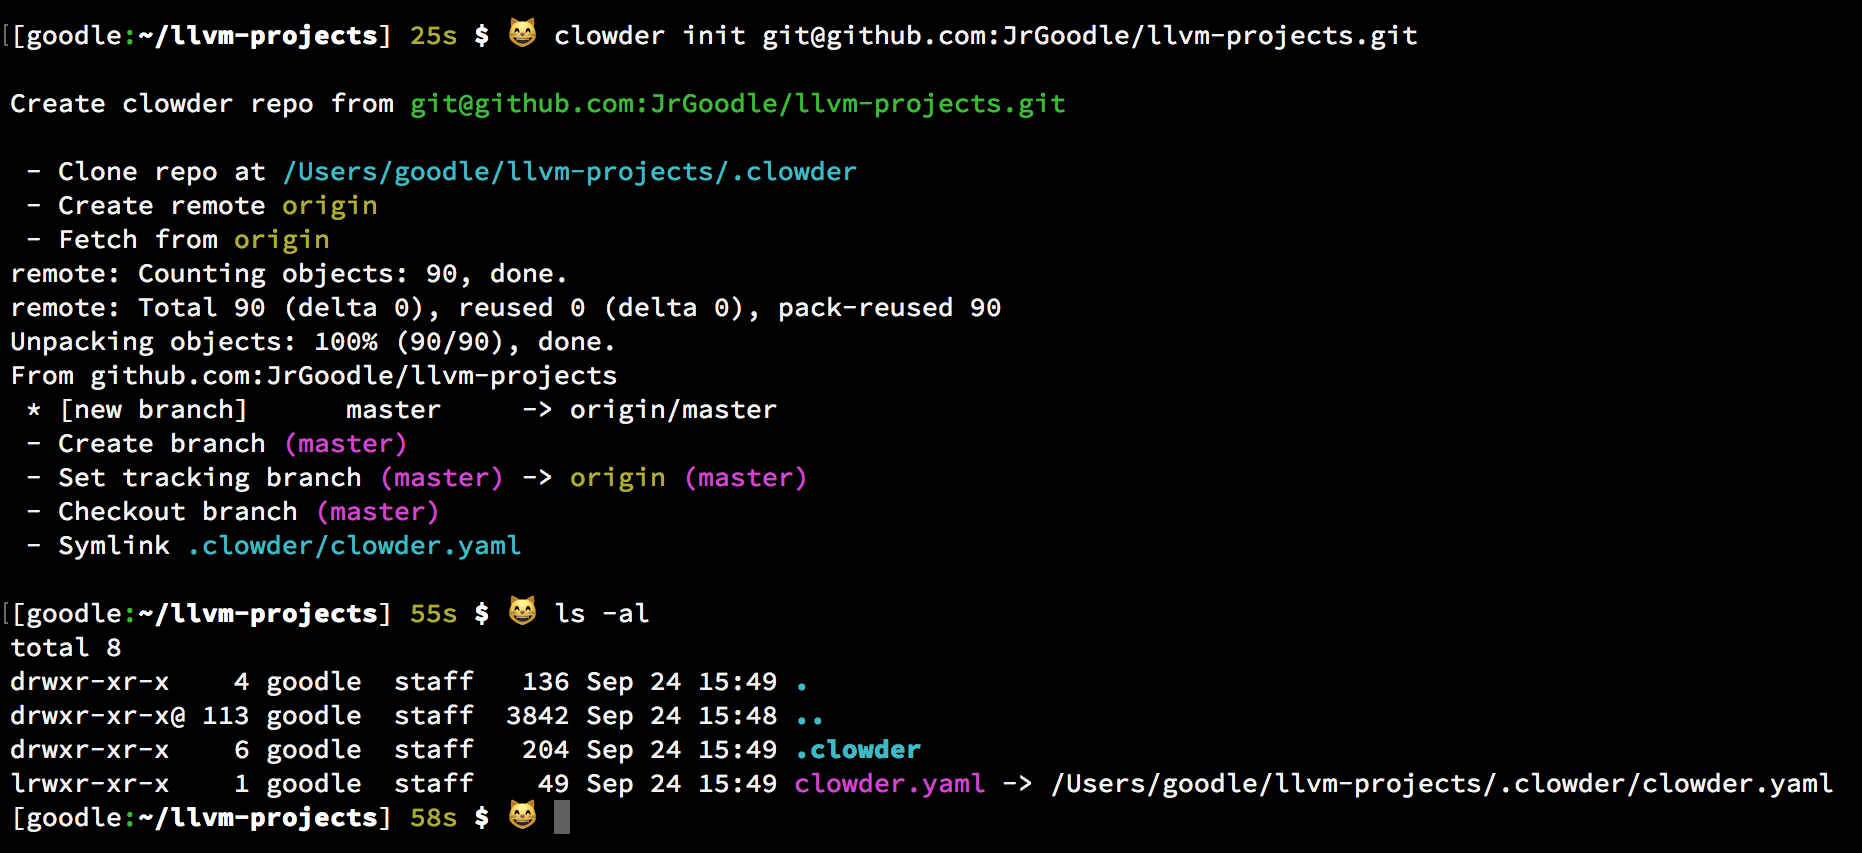 [[goodle:~/llvm-projects] 25s $ 😸 clowder init git@github.com:JrGoodle/llvm-projects.git
Create clowder repo from git@github.com:JrGoodle/llvm-projects.git
 - Clone repo at /Users/goodle/llvm-projects/.clowder
 - Create remote origin
 - Fetch from origin
remote: Counting objects: 90, done.
remote: Total 90 (delta 0), reused 0 (delta 0), pack-reused 90
Unpacking objects: 100% (90/90), done.
From github.com:JrGoodle/llvm-projects
 * [new branch]      master     -> origin/master
 - Create branch (master)
 - Set tracking branch (master) -> origin (master)
 - Checkout branch (master)
 - Symlink .clowder/clowder.yaml
[[goodle:~/llvm-projects] 55s $ 😸 ls -al
total 8
drwxr-xr-x    4 goodle  staff   136 Sep 24 15:49 .
drwxr-xr-x@ 113 goodle  staff  3842 Sep 24 15:48 ..
drwxr-xr-x    6 goodle  staff   204 Sep 24 15:49 .clowder
lrwxr-xr-x    1 goodle  staff    49 Sep 24 15:49 clowder.yaml -> /Users/goodle/llvm-projects/.clowder/clowder.yaml
[goodle:~/llvm-projects] 58s $ 😸